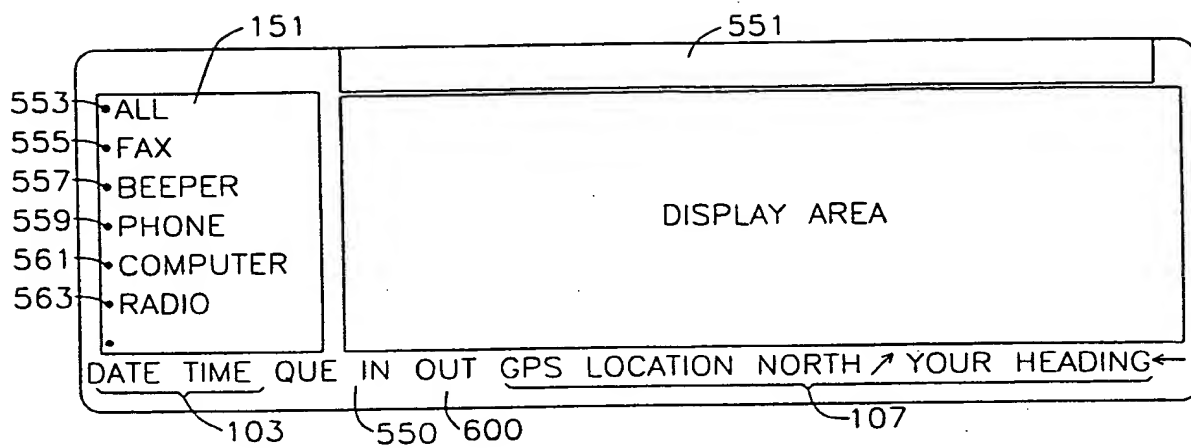 151
551
553 ALL
555 FAX
557 BEEPER
559 PHONE
561 COMPUTER
563 RADIO
DISPLAY AREA
DATE TIME QUE IN OUT GPS LOCATION NORTH↗ YOUR HEADING←
103
550
600
107